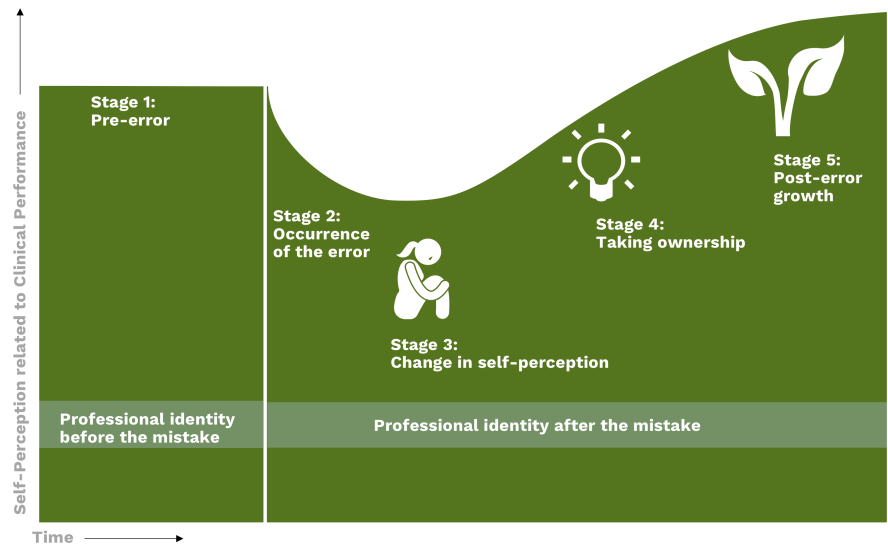 Self-Perception related to Clinical Performance
Stage 1:
Pre-error
Stage 2:
Occurrence
of the error
Stage 3:
Change in self-perception
Stage 4:
Taking ownership
Stage 5:
Post-error
growth
Professional identity
before the mistake
Professional identity after the mistake
Time